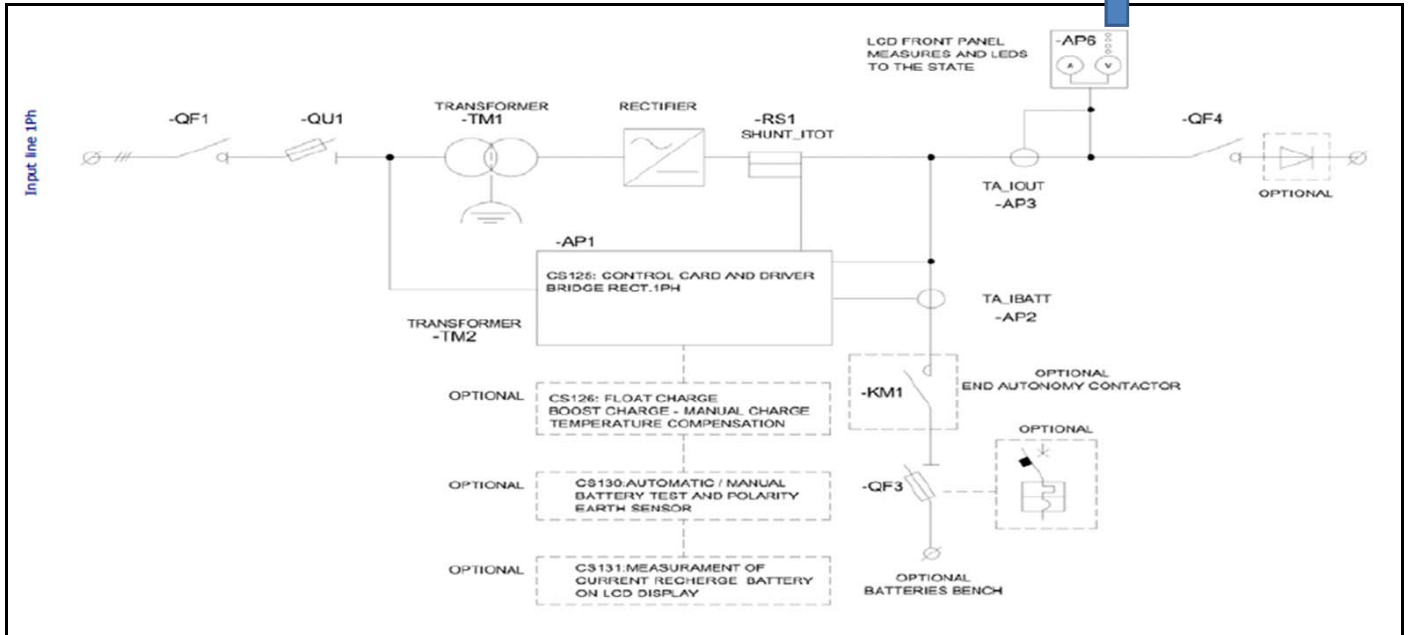 LCD FRONT PANEL
MEASURES AND LEDS
TO THE STATE
-AP6
A V
Input line 1Ph
-QF1
-QU1
TRANSFORMER
-TM1
RECTIFIER
-RS1
SHUNT_ITOT
-QF4
TA_IOUT
-AP3
OPTIONAL
-AP1
CS125: CONTROL CARD AND DRIVER
BRIDGE RECT.1PH
TRANSFORMER
-TM2
TA_IBATT
-AP2
OPTIONAL
CS126: FLOAT CHARGE
BOOST CHARGE - MANUAL CHARGE
TEMPERATURE COMPENSATION
-KM1
OPTIONAL
END AUTONOMY CONTACTOR
OPTIONAL
OPTIONAL
CS130:AUTOMATIC / MANUAL
BATTERY TEST AND POLARITY
EARTH SENSOR
-QF3
OPTIONAL
CS131:MEASURAMENT OF
CURRENT RECHERGE BATTERY
ON LCD DISPLAY
OPTIONAL
BATTERIES BENCH